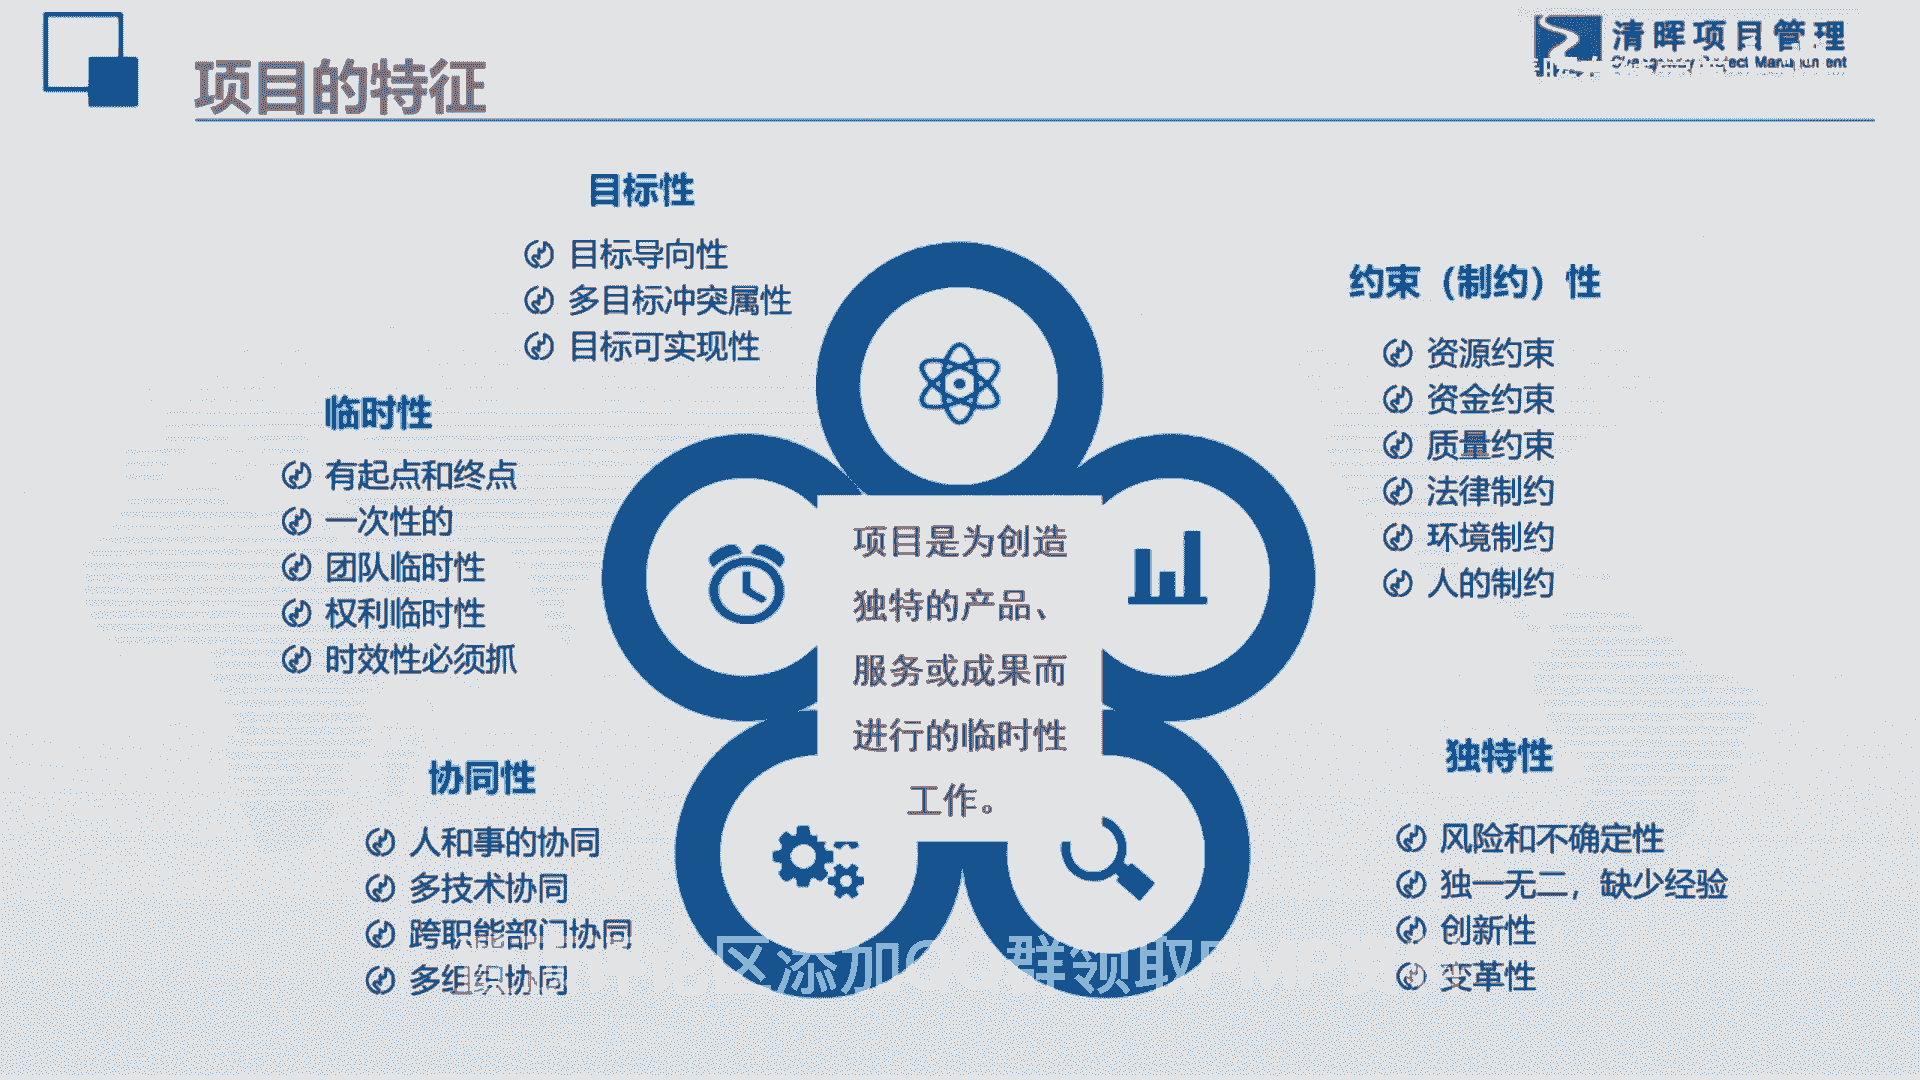 项目的特征
清晖项目管理
目标性
目标导向性
多目标冲突属性
目标可实现性
约束（制约）性
资源约束
资金约束
质量约束
法律制约
环境制约
人的制约
临时性
有起点和终点
一次性的
团队临时性
权利临时性
时效性必须抓
项目是为创造
独特的产品、
服务或成果而
进行的临时性
工作。
协同性
人和事的协同
多技术协同
跨职能部门协同
多组织协同
独特性
风险和不确定性
独一无二，缺少经验
创新性
变革性
区添加 群领取